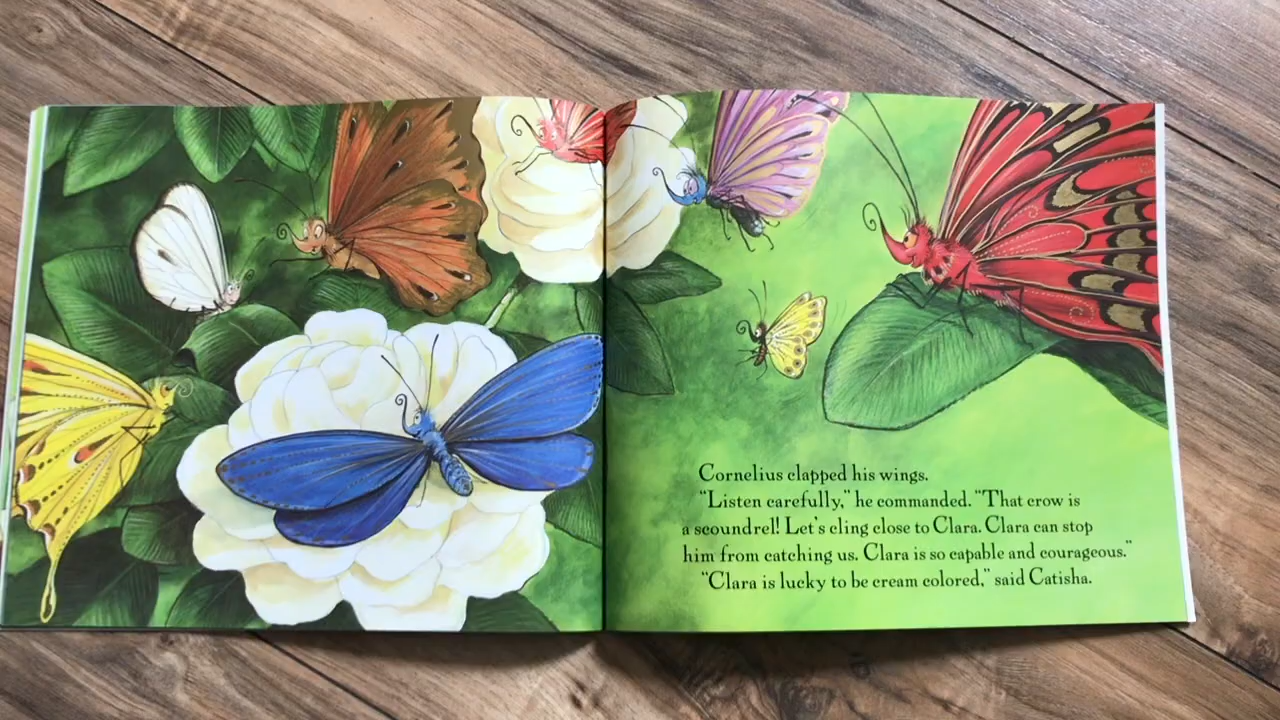 Cornelius clapped his wings.
"Listen carefully," he commanded. "That crow is
a scoundrel! Let's cling close to Clara. Clara can stop
him from catching us. Clara is so capable and courageous."
"Clara is lucky to be cream colored," said Catisha.